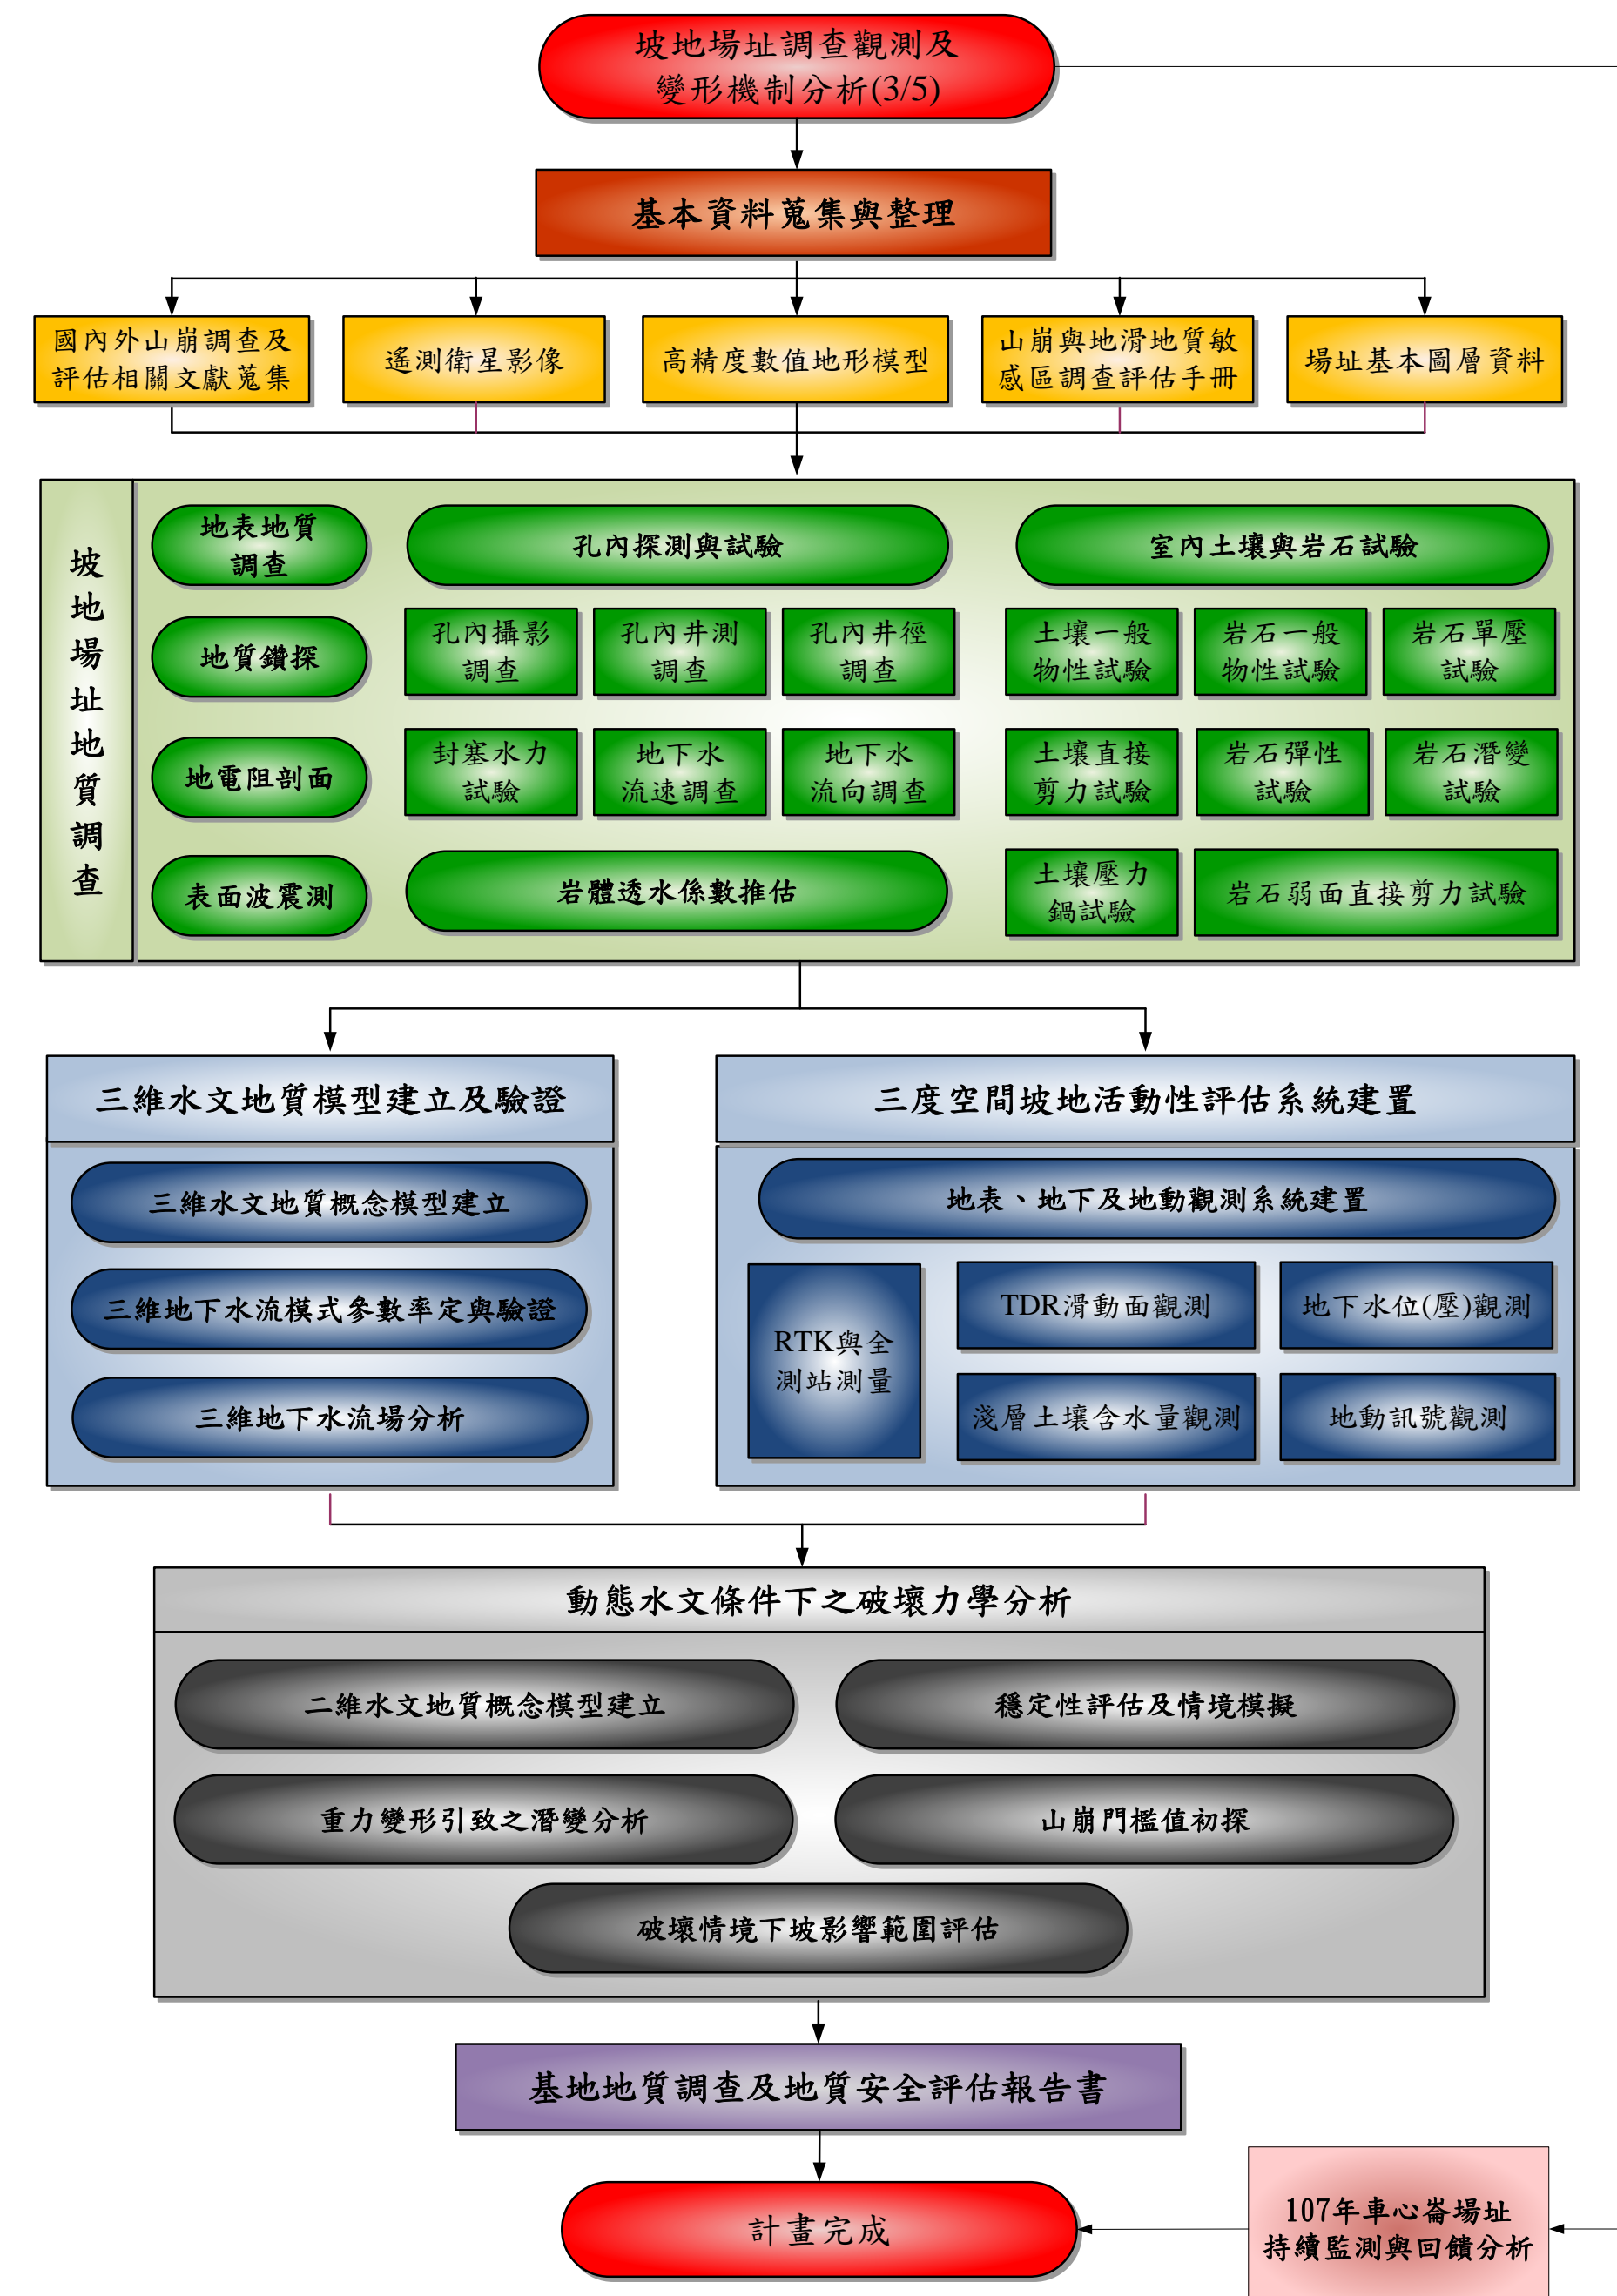 坡地場址調查觀測及
變形機制分析(3/5)
基本資料蒐集與整理
國內外山崩調查及
評估相關文獻蒐集
遙測衛星影像
高精度數值地形模型
山崩與地滑地質敏
感區調查評估手冊
場址基本圖層資料
坡地場址地質調查
地表地質
調查
孔內探測與試驗
室內土壤與岩石試驗
地質鑽探
孔內攝影
調查
孔內井測
調查
孔內井徑
調查
土壤一般
物性試驗
岩石一般
物性試驗
岩石單壓
試驗
地電阻剖面
封塞水力
試驗
地下水
流速調查
地下水
流向調查
土壤直接
剪力試驗
岩石彈性
試驗
岩石潛變
試驗
表面波震測
岩體透水係數推估
土壤壓力
鍋試驗
岩石弱面直接剪力試驗
三維水文地質模型建立及驗證
三維水文地質概念模型建立
三維地下水流模式參數率定與驗證
三維地下水流場分析
三度空間坡地活動性評估系統建置
地表、地下及地動觀測系統建置
RTK與全
測站測量
TDR滑動面觀測
地下水位(壓)觀測
淺層土壤含水量觀測
地動訊號觀測
動態水文條件下之破壞力學分析
二維水文地質概念模型建立
穩定性評估及情境模擬
重力變形引致之潛變分析
山崩門檻值初探
破壞情境下坡影響範圍評估
基地地質調查及地質安全評估報告書
計畫完成
107年車心崙場址
持續監測與回饋分析